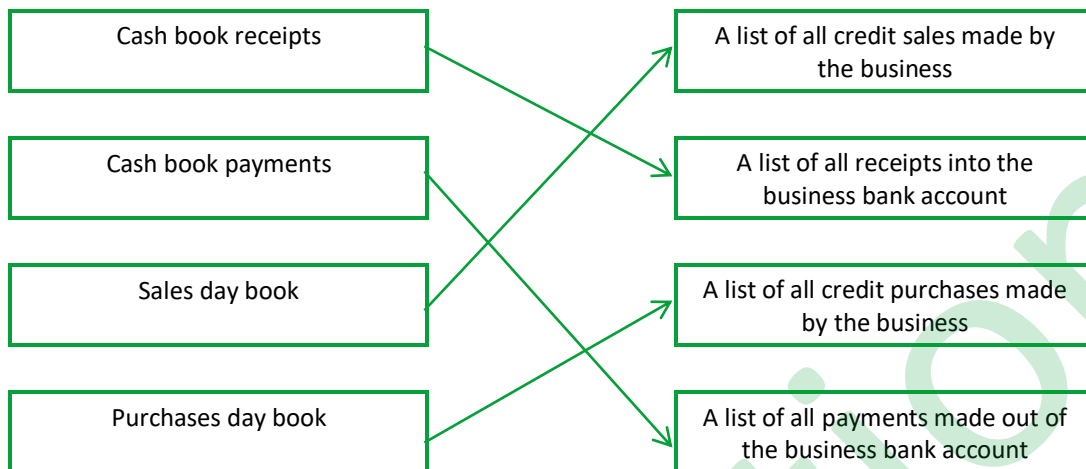 Cash book receipts
A list of all credit sales made by
the business
Cash book payments
A list of all receipts into the
business bank account
Sales day book
A list of all credit purchases made
by the business
Purchases day book
A list of all payments made out of
the business bank account